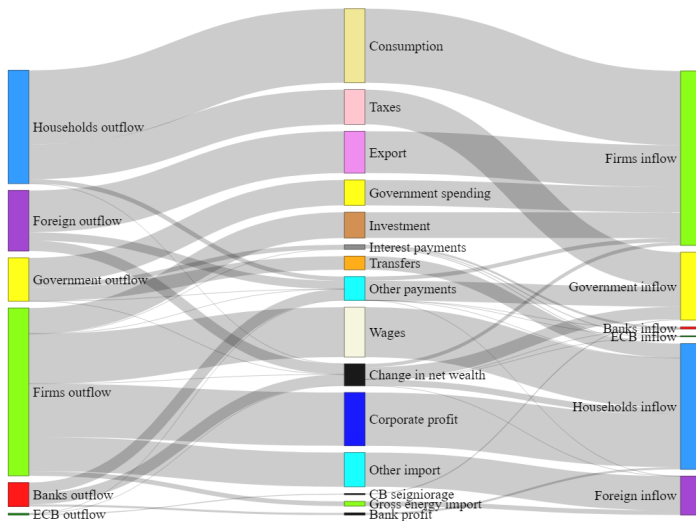 Households outflow
Foreign outflow
Government outflow
Firms outflow
Banks outflow
ECB outflow
Consumption
Taxes
Export
Government spending
Investment
Interest payments
Transfers
Other payments
Wages
Change in net wealth
Corporate profit
Other import
CB seigniorage
Gross energy import
Bank profit
Firms inflow
Government inflow
Banks inflow
ECB inflow
Households inflow
Foreign inflow